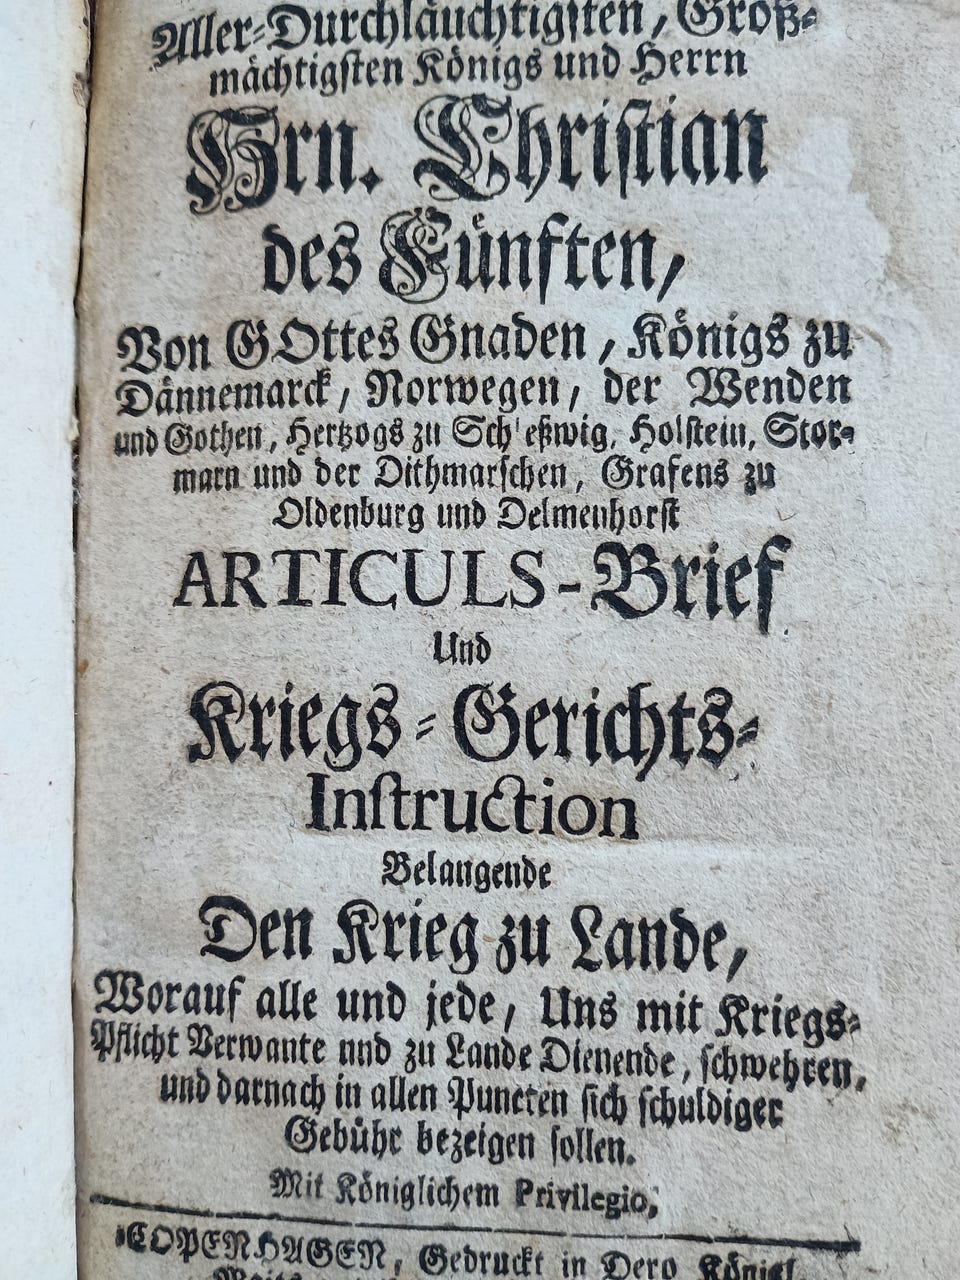 Aller-Durchläuchtigsten, Groß-
mächtigsten Königs und Herrn
Hrn. Christian
des Fünften,
Von GOttes Gnaden, Königs zu
Dännemarck, Norwegen, der Wenden
und Gothen, Hertzogs zu Sch'eßwig, Holstein, Stor-
marn und der Dithmarschen, Grafens zu
Oldenburg und Delmenhorst
ARTICULS-Brief
Und
Kriegs-Gerichts-
Instruction
Belangende
Den Krieg zu Lande,
Worauf alle und jede, Uns mit Kriegs-
Pflicht Verwante nnd zu Lande Dienende, schwehren,
und darnach in allen Puncten sich schuldiger
Gebühr bezeigen sollen.
Mit Königlichem Privilegio,
COPENHAGEN, Gedruckt in Dero Königl.